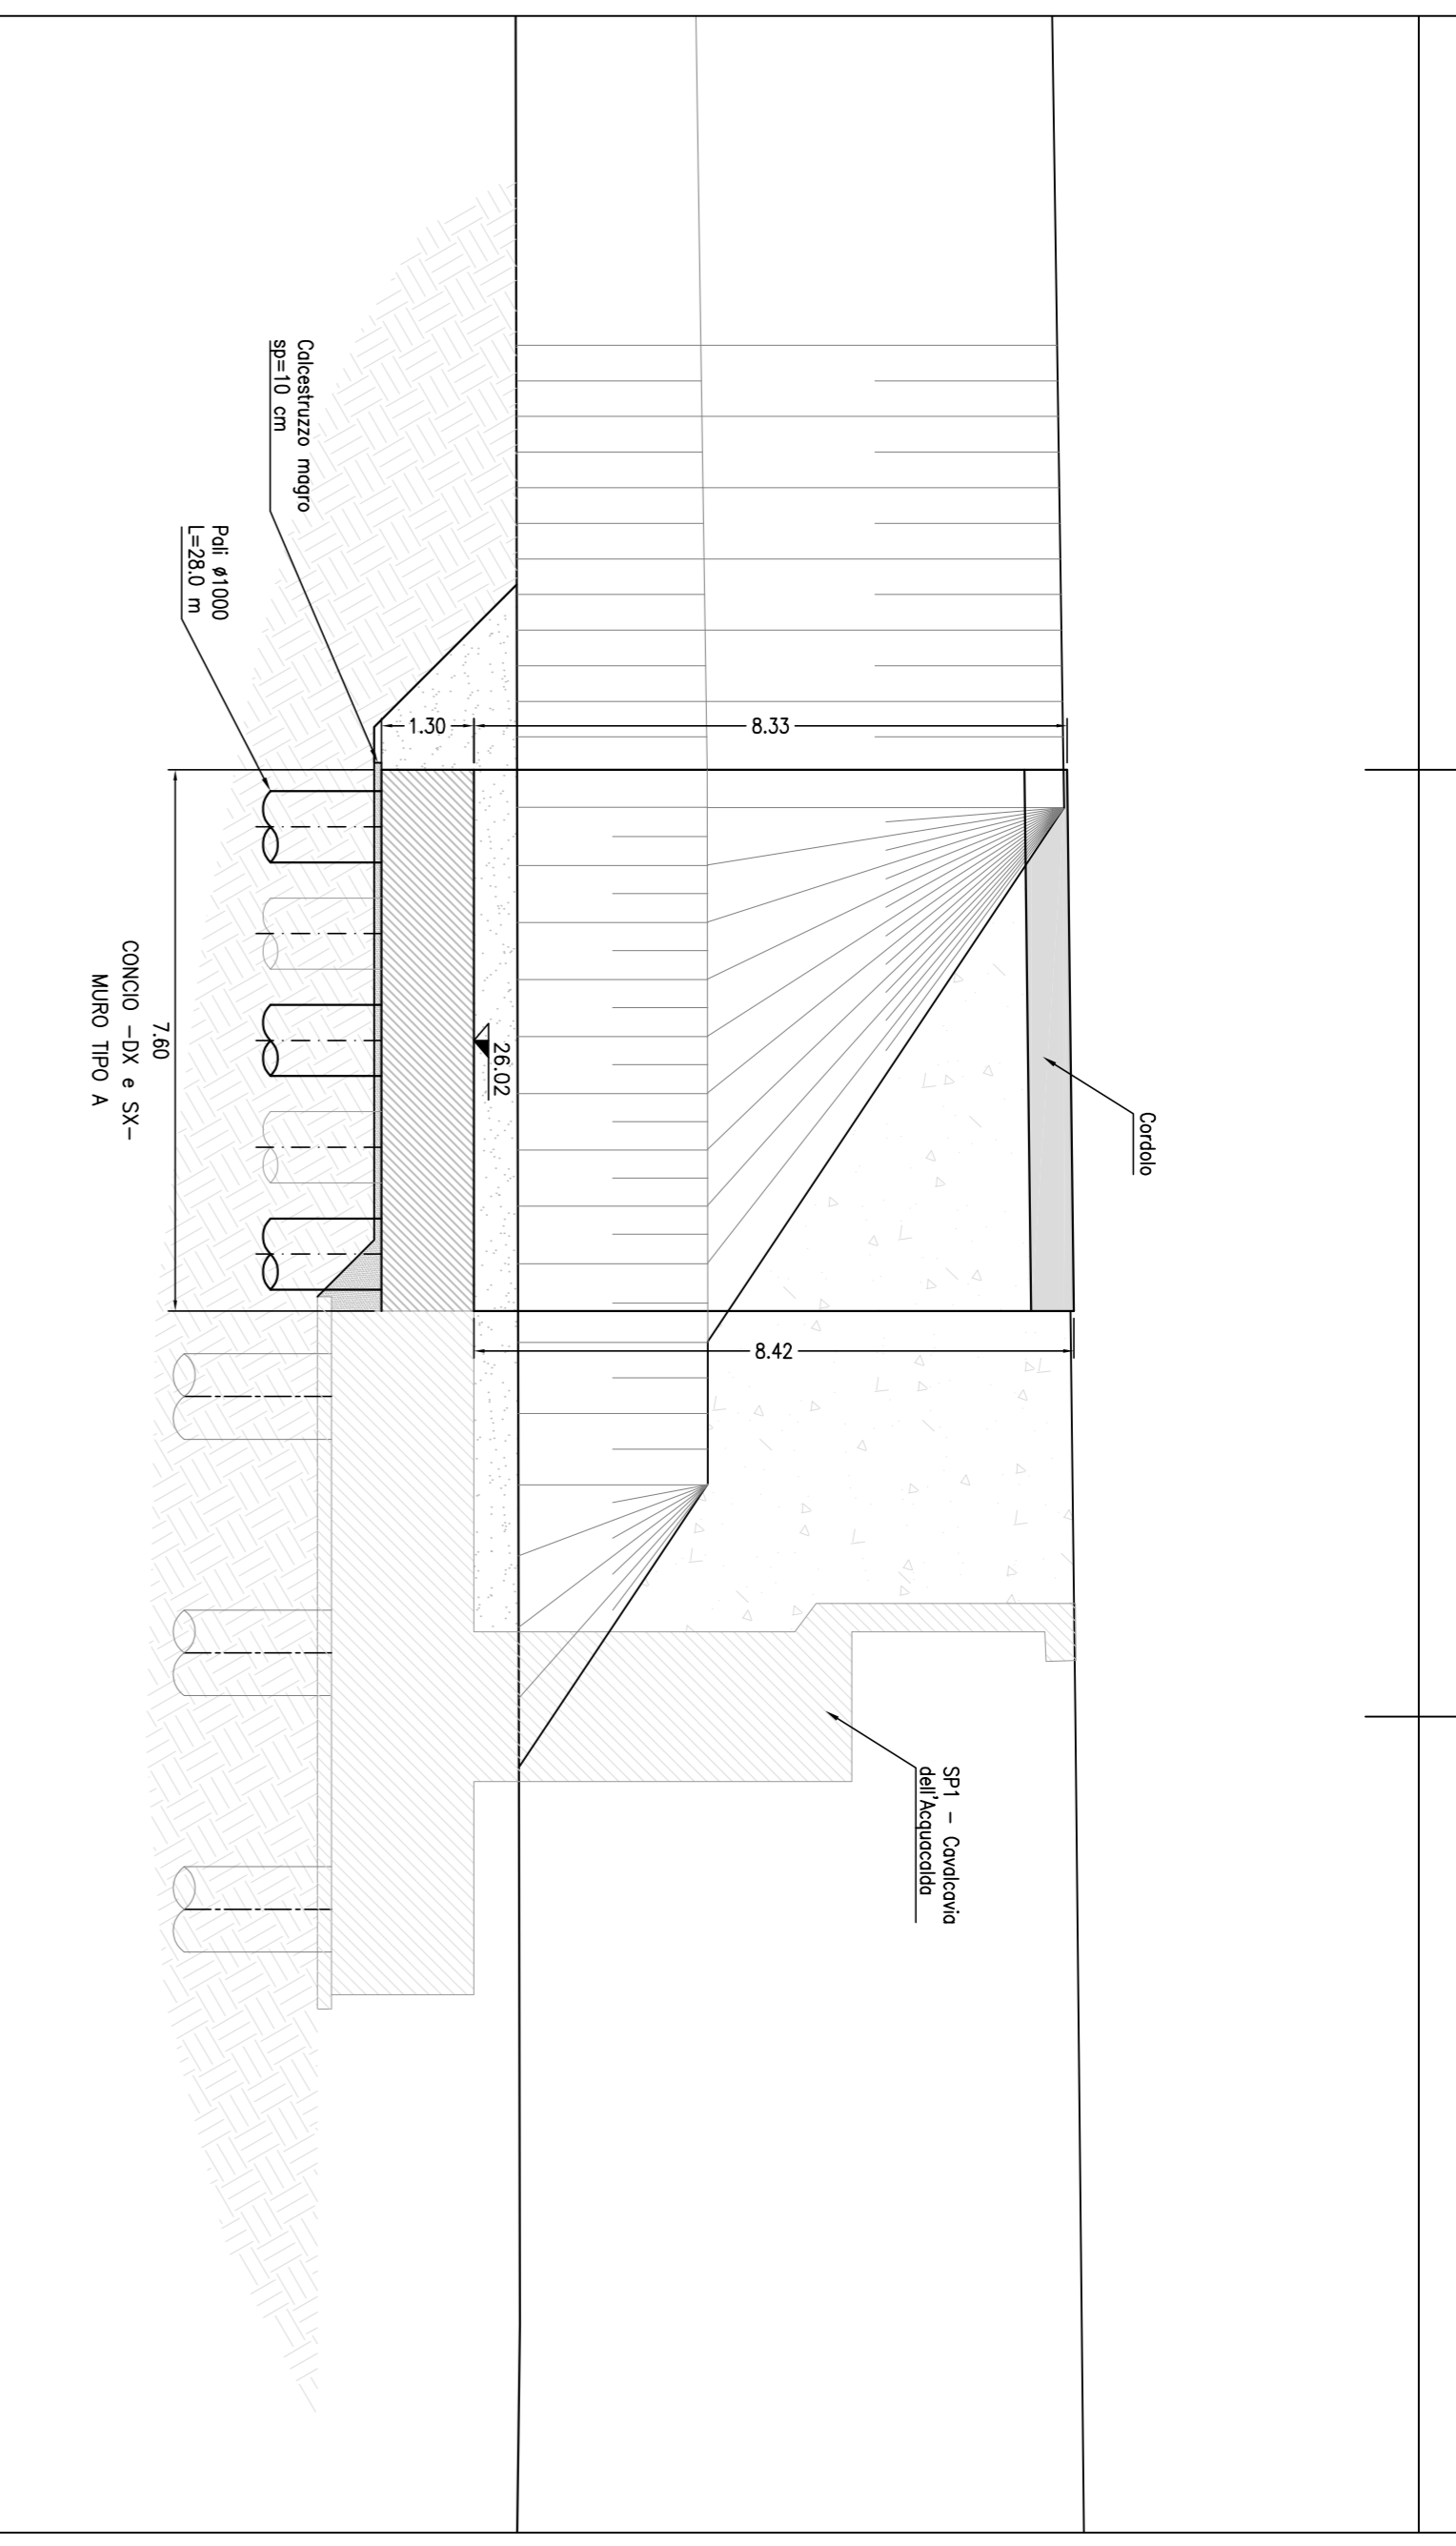 Cordolo
SP1 - Cavalcavia
dell'Acquacalda
8.33
8.42
1.30
26.02
Calcestruzzo magro
sp=10 cm
Pali ø1000
L=28.0 m
7.60
CONCIO -DX e SX-
MURO TIPO A